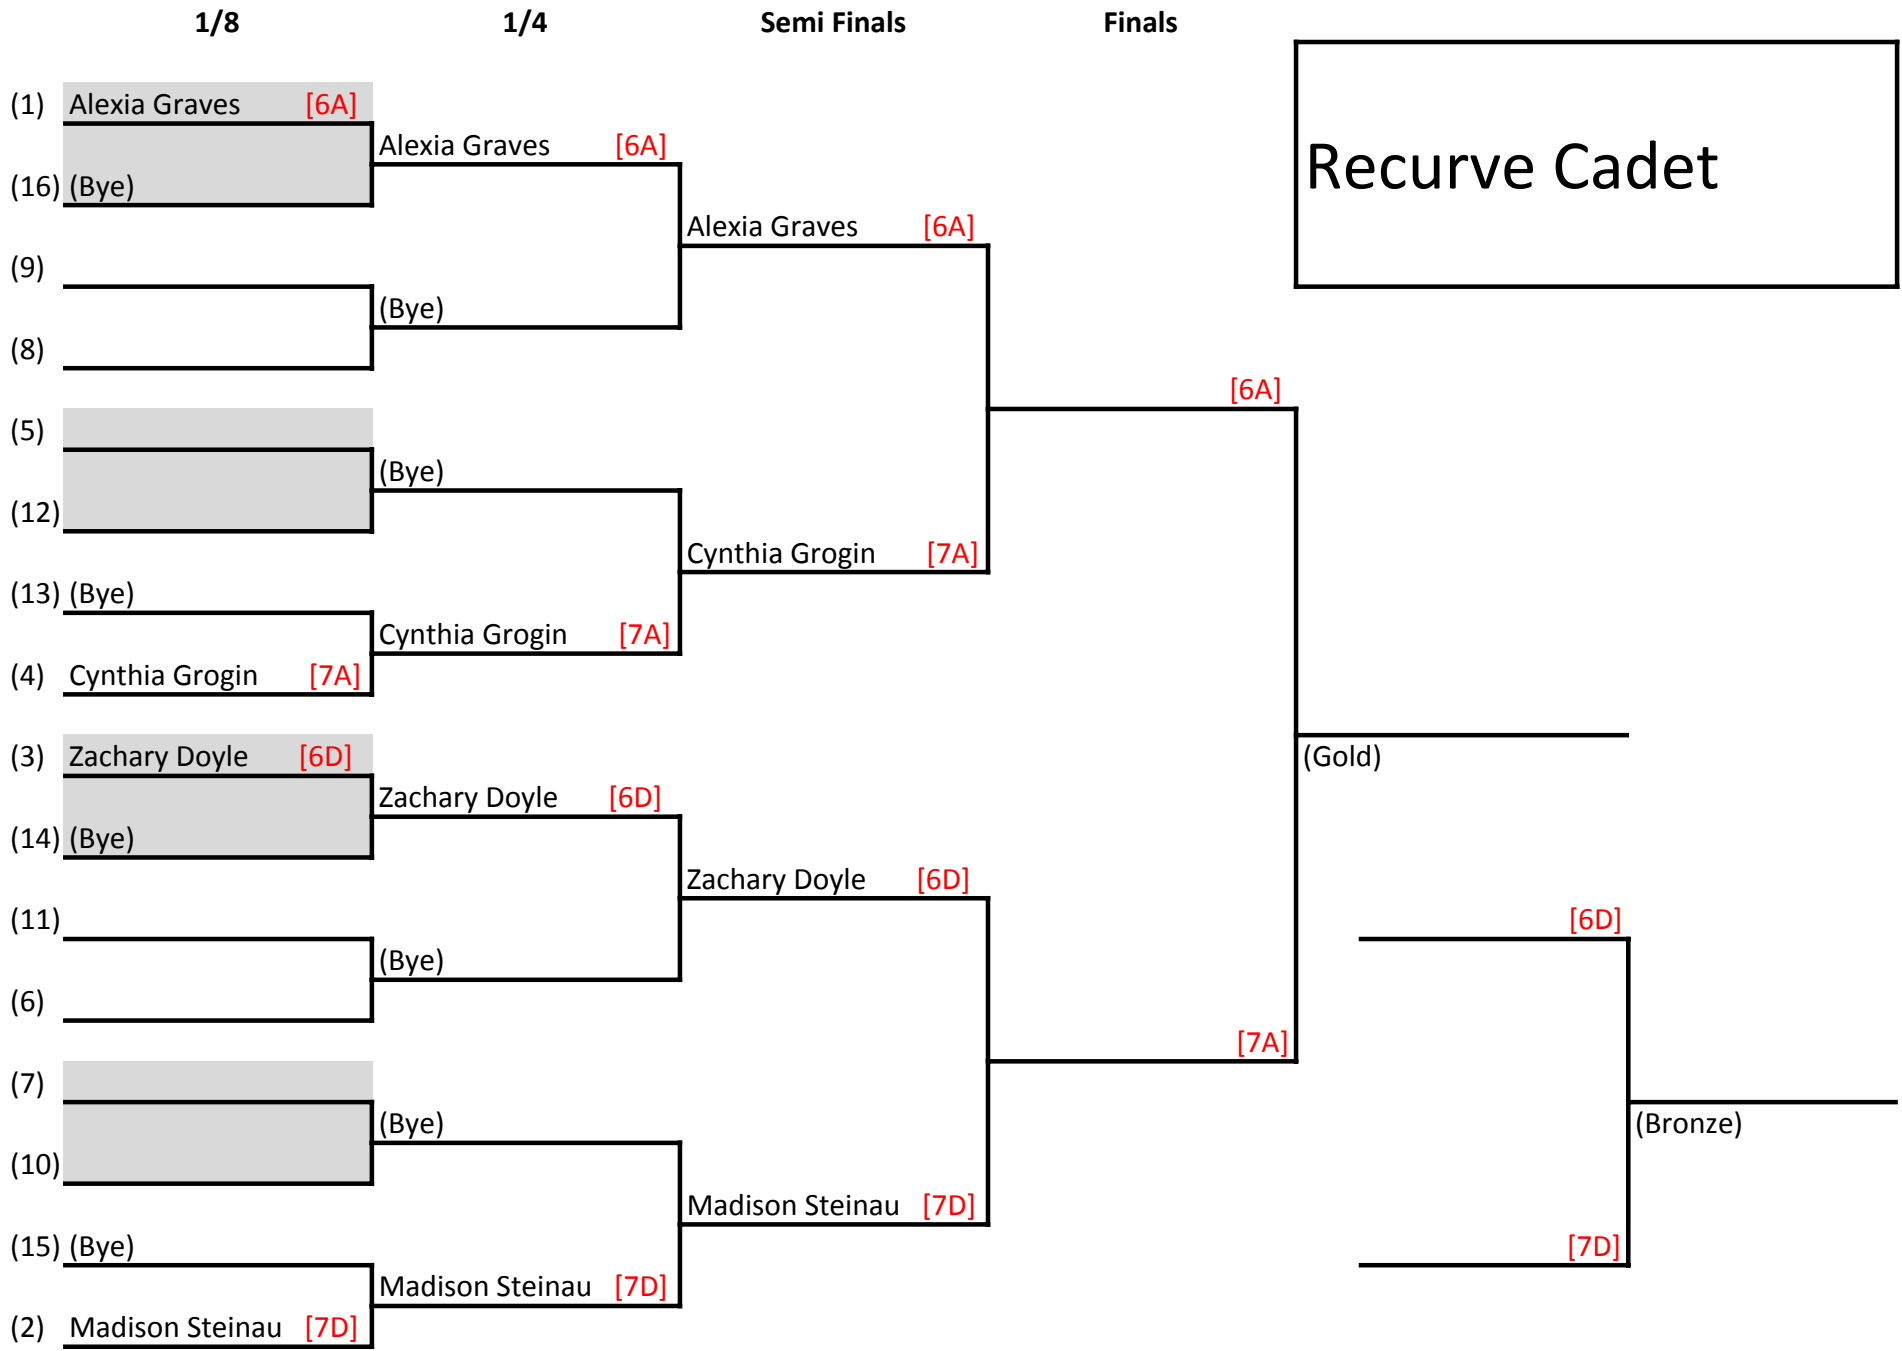 1/8 1/4 Semi Finals Finals
Recurve Cadet
(1) Alexia Graves [6A]
Alexia Graves [6A]
(16) (Bye)
Alexia Graves [6A]
(9)
(Bye)
(8)
[6A]
(5)
(Bye)
(12)
Cynthia Grogin [7A]
(13) (Bye)
Cynthia Grogin [7A]
(4) Cynthia Grogin [7A]
(3) Zachary Doyle [6D]
(Gold)
Zachary Doyle [6D]
(14) (Bye)
Zachary Doyle [6D]
(11) [6D]
(Bye)
(6)
[7A]
(7)
(Bye) (Bronze)
(10)
Madison Steinau [7D]
(15) (Bye) [7D]
Madison Steinau [7D]
(2) Madison Steinau [7D]